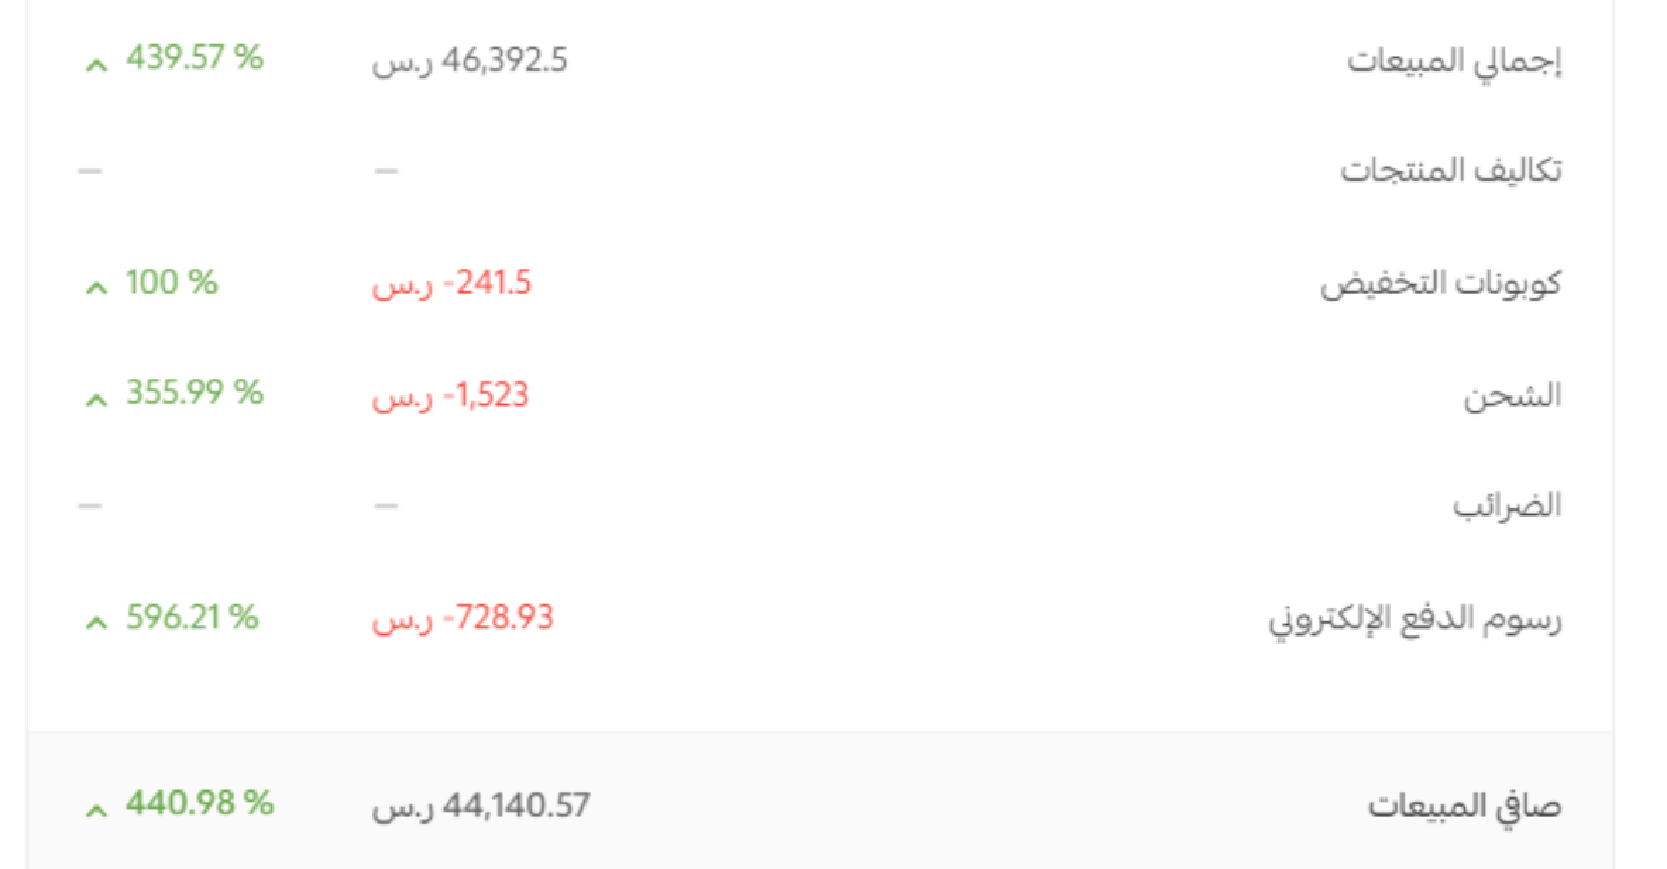 إجمالي المبيعات 46,392.5 ر.س 439.57 %
تكاليف المنتجات — —
كوبونات التخفيض -241.5 ر.س 100 %
الشحن -1,523 ر.س 355.99 %
الضرائب — —
رسوم الدفع الإلكتروني -728.93 ر.س 596.21 %
صافي المبيعات 44,140.57 ر.س 440.98 %